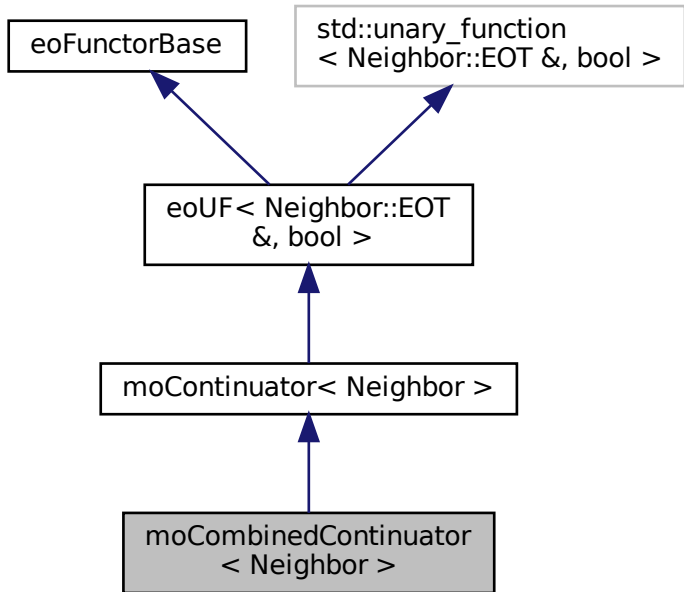 eoFunctorBase
std::unary_function
< Neighbor::EOT &, bool >
eoUF< Neighbor::EOT
&, bool >
moContinuator< Neighbor >
moCombinedContinuator
< Neighbor >